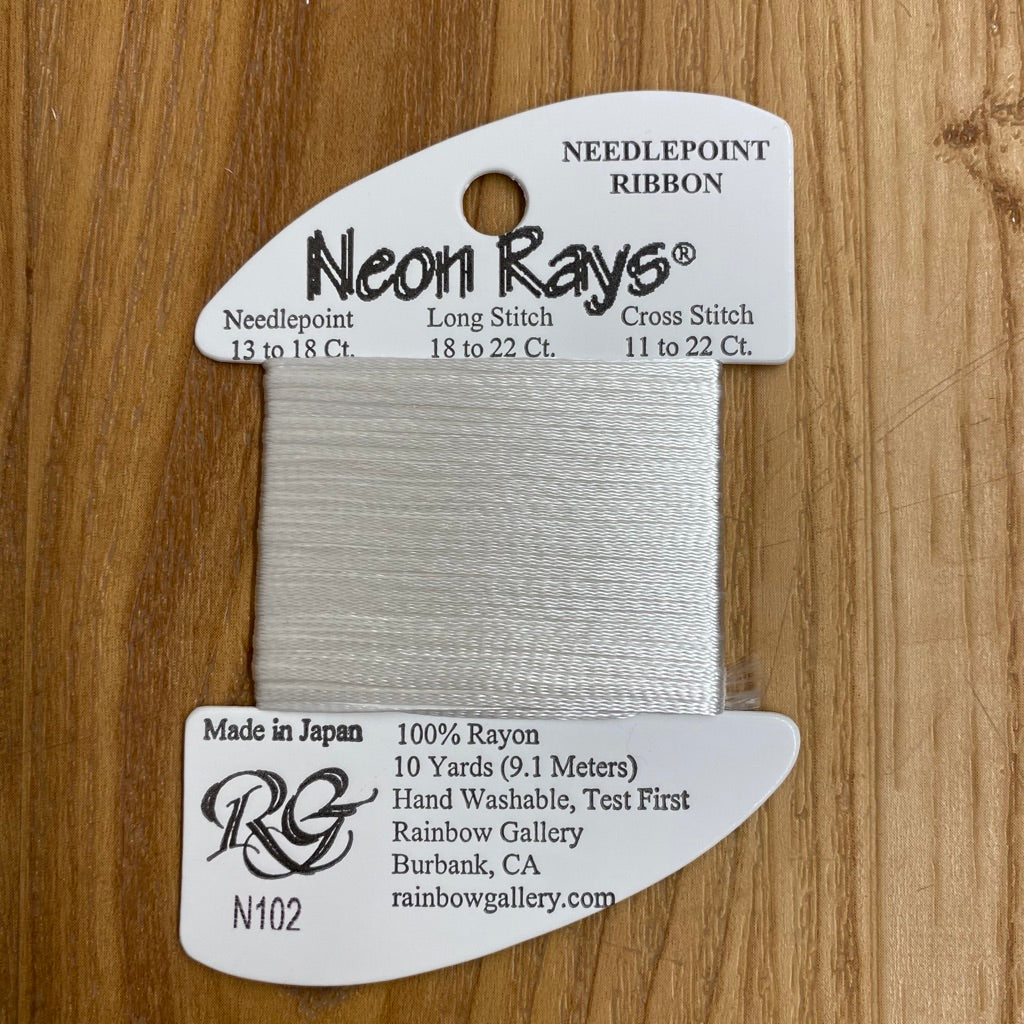 NEEDLEPOINT
RIBBON
Neon Rays®
Needlepoint Long Stitch Cross Stitch
13 to 18 Ct. 18 to 22 Ct. 11 to 22 Ct.
Made in Japan
100% Rayon
10 Yards (9.1 Meters)
Hand Washable, Test First
Rainbow Gallery
Burbank, CA
rainbowgallery.com
RG
N102